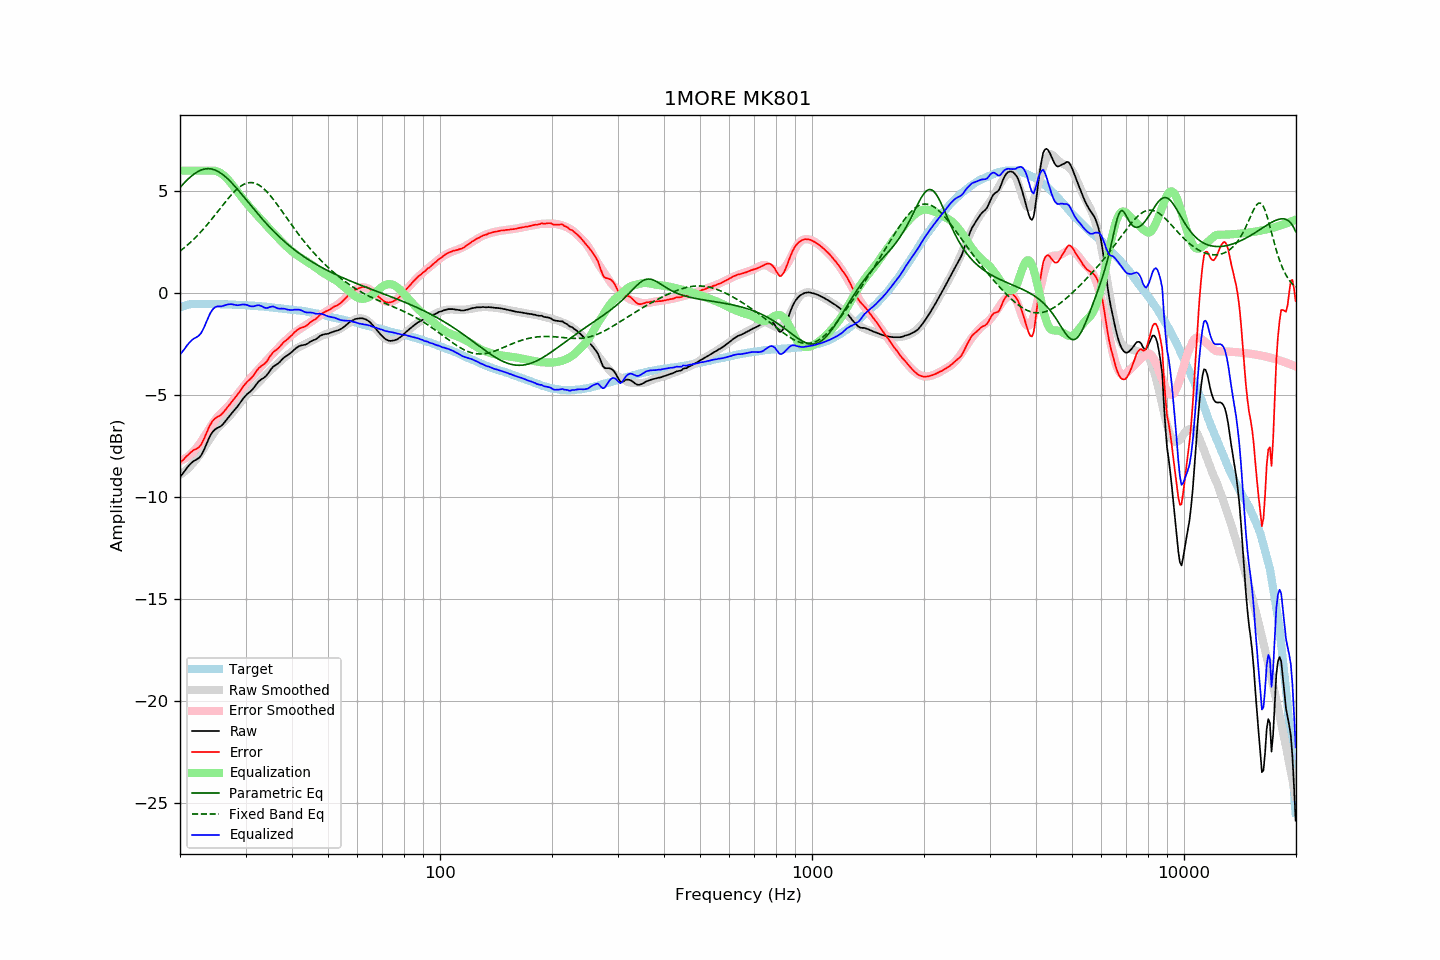 1MORE MK801
Amplitude (dBr)
5
0
−5
−10
−15
−20
−25
Target
Raw Smoothed
Error Smoothed
Raw
Error
Equalization
Parametric Eq
Fixed Band Eq
Equalized
100
1000
10000
Frequency (Hz)